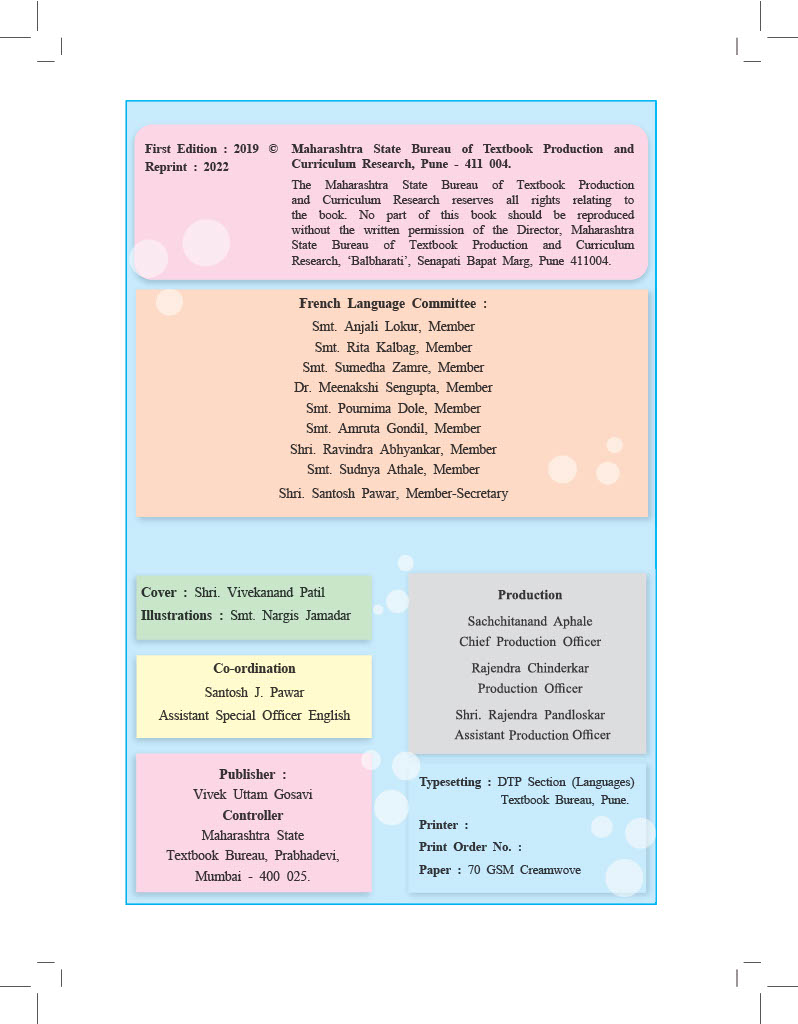 First Edition : 2019 ©
Reprint : 2022
Maharashtra State Bureau of Textbook Production and
Curriculum Research, Pune - 411 004.
The Maharashtra State Bureau of Textbook Production
and Curriculum Research reserves all rights relating to
the book. No part of this book should be reproduced
without the written permission of the Director, Maharashtra
State Bureau of Textbook Production and Curriculum
Research, ‘Balbharati’, Senapati Bapat Marg, Pune 411004.
French Language Committee :
Smt. Anjali Lokur, Member
Smt. Rita Kalbag, Member
Smt. Sumedha Zamre, Member
Dr. Meenakshi Sengupta, Member
Smt. Pournima Dole, Member
Smt. Amruta Gondil, Member
Shri. Ravindra Abhyankar, Member
Smt. Sudnya Athale, Member
Shri. Santosh Pawar, Member-Secretary
Cover : Shri. Vivekanand Patil
Illustrations : Smt. Nargis Jamadar
Co-ordination
Santosh J. Pawar
Assistant Special Officer English
Publisher :
Vivek Uttam Gosavi
Controller
Maharashtra State
Textbook Bureau, Prabhadevi,
Mumbai - 400 025.
Production
Sachchitanand Aphale
Chief Production Officer
Rajendra Chinderkar
Production Officer
Shri. Rajendra Pandloskar
Assistant Production Officer
Typesetting : DTP Section (Languages)
Textbook Bureau, Pune.
Printer :
Print Order No. :
Paper : 70 GSM Creamwove